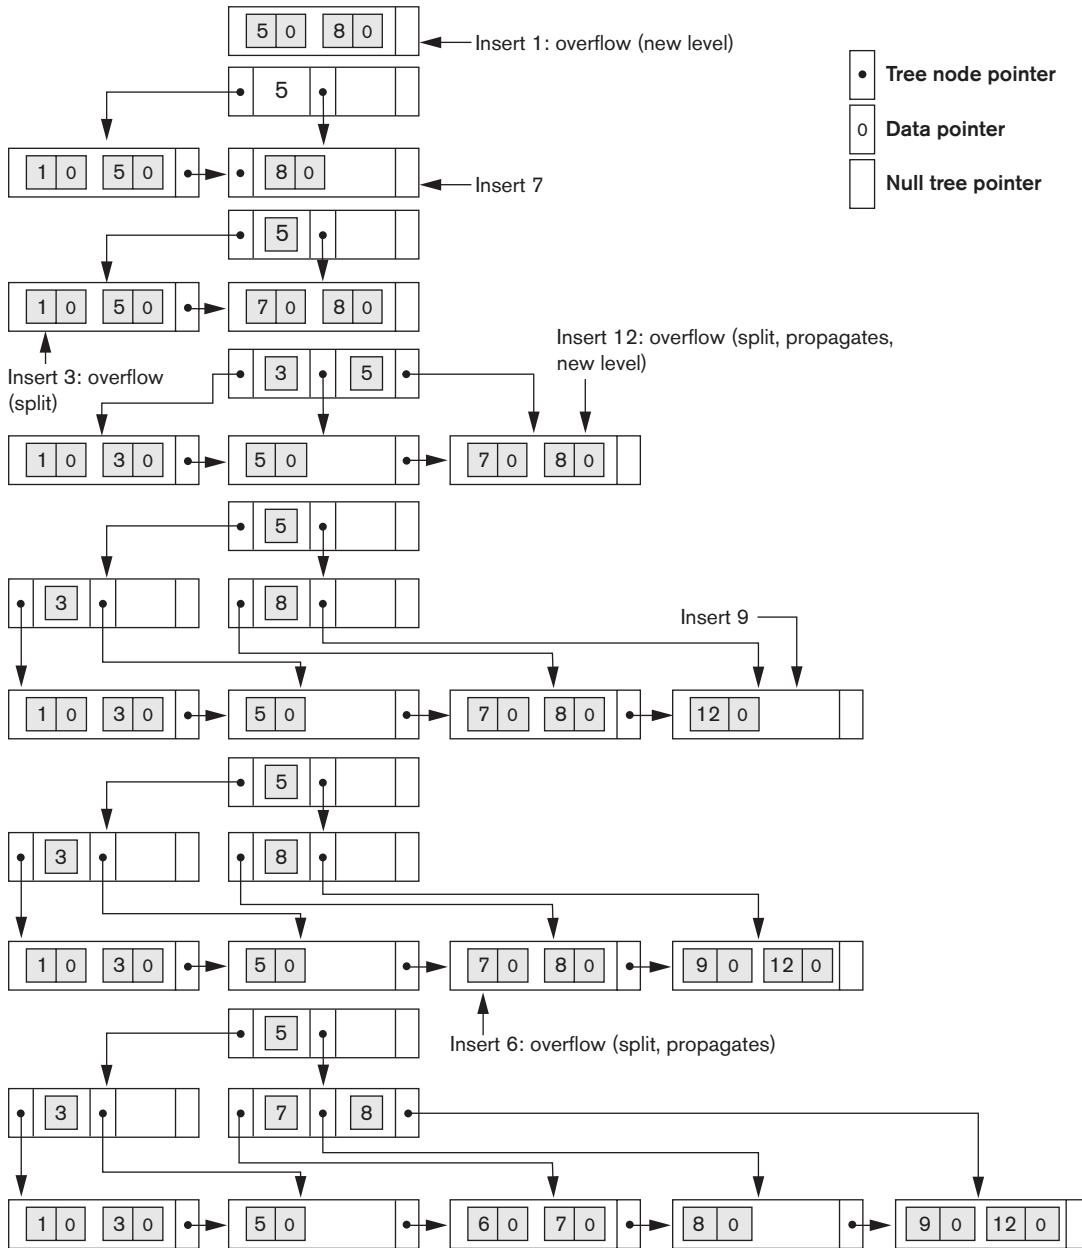 5 0 8 0
Insert 1: overflow (new level)
Tree node pointer
5
0 Data pointer
1 0 5 0 8 0
Insert 7
Null tree pointer
5
1 0 5 0 7 0 8 0
Insert 12: overflow (split, propagates,
new level)
Insert 3: overflow
(split)
3 5
1 0 3 0 5 0 7 0 8 0
5
3 8
Insert 9
1 0 3 0 5 0 7 0 8 0 12 0
5
3 8
1 0 3 0 5 0 7 0 8 0 9 0 12 0
5
Insert 6: overflow (split, propagates)
3 7 8
1 0 3 0 5 0 6 0 7 0 8 0 9 0 12 0